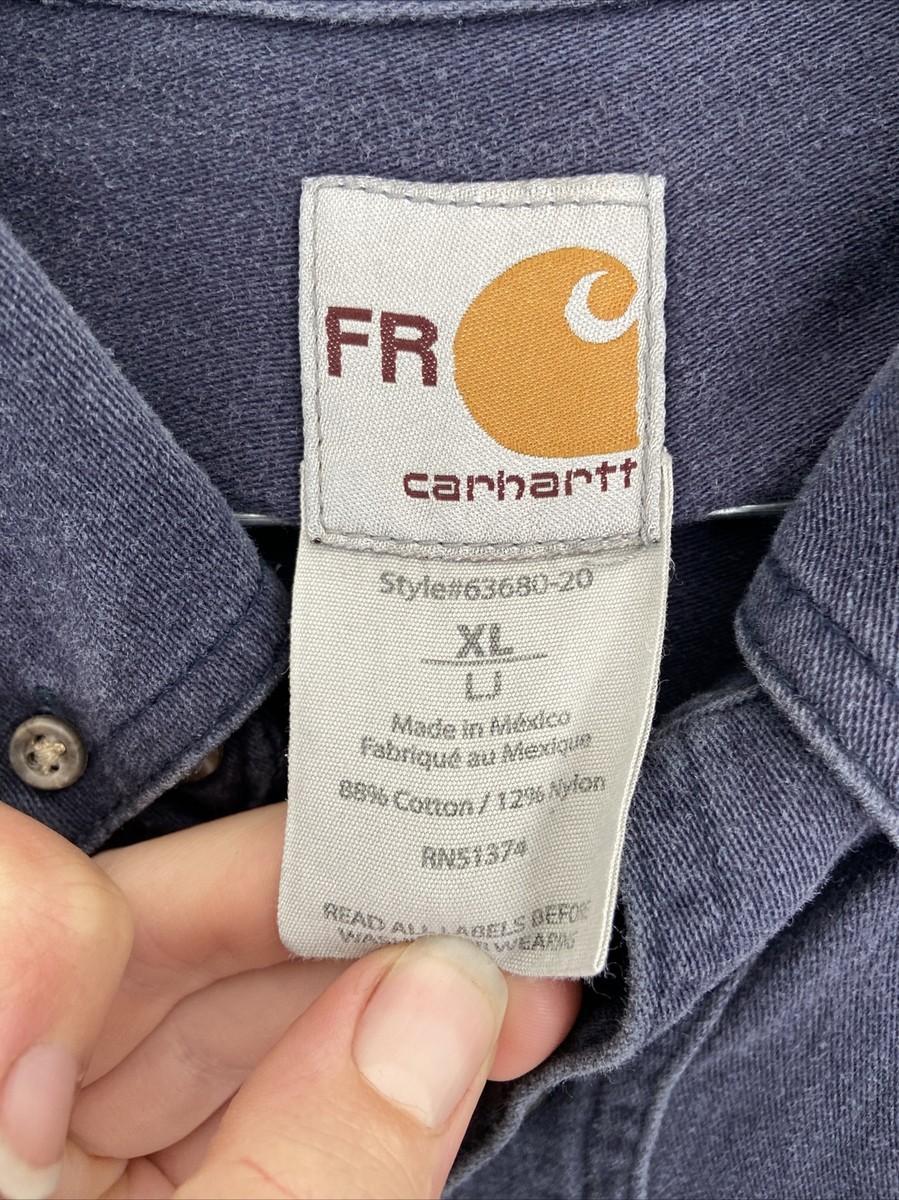 FR
carhartt
Style#63680-20
XL
Made in México
Fabriqué au Mexique
88% Cotton / 12% Nylon
RN51374
READ ALL LABELS BEFORE
WEARING